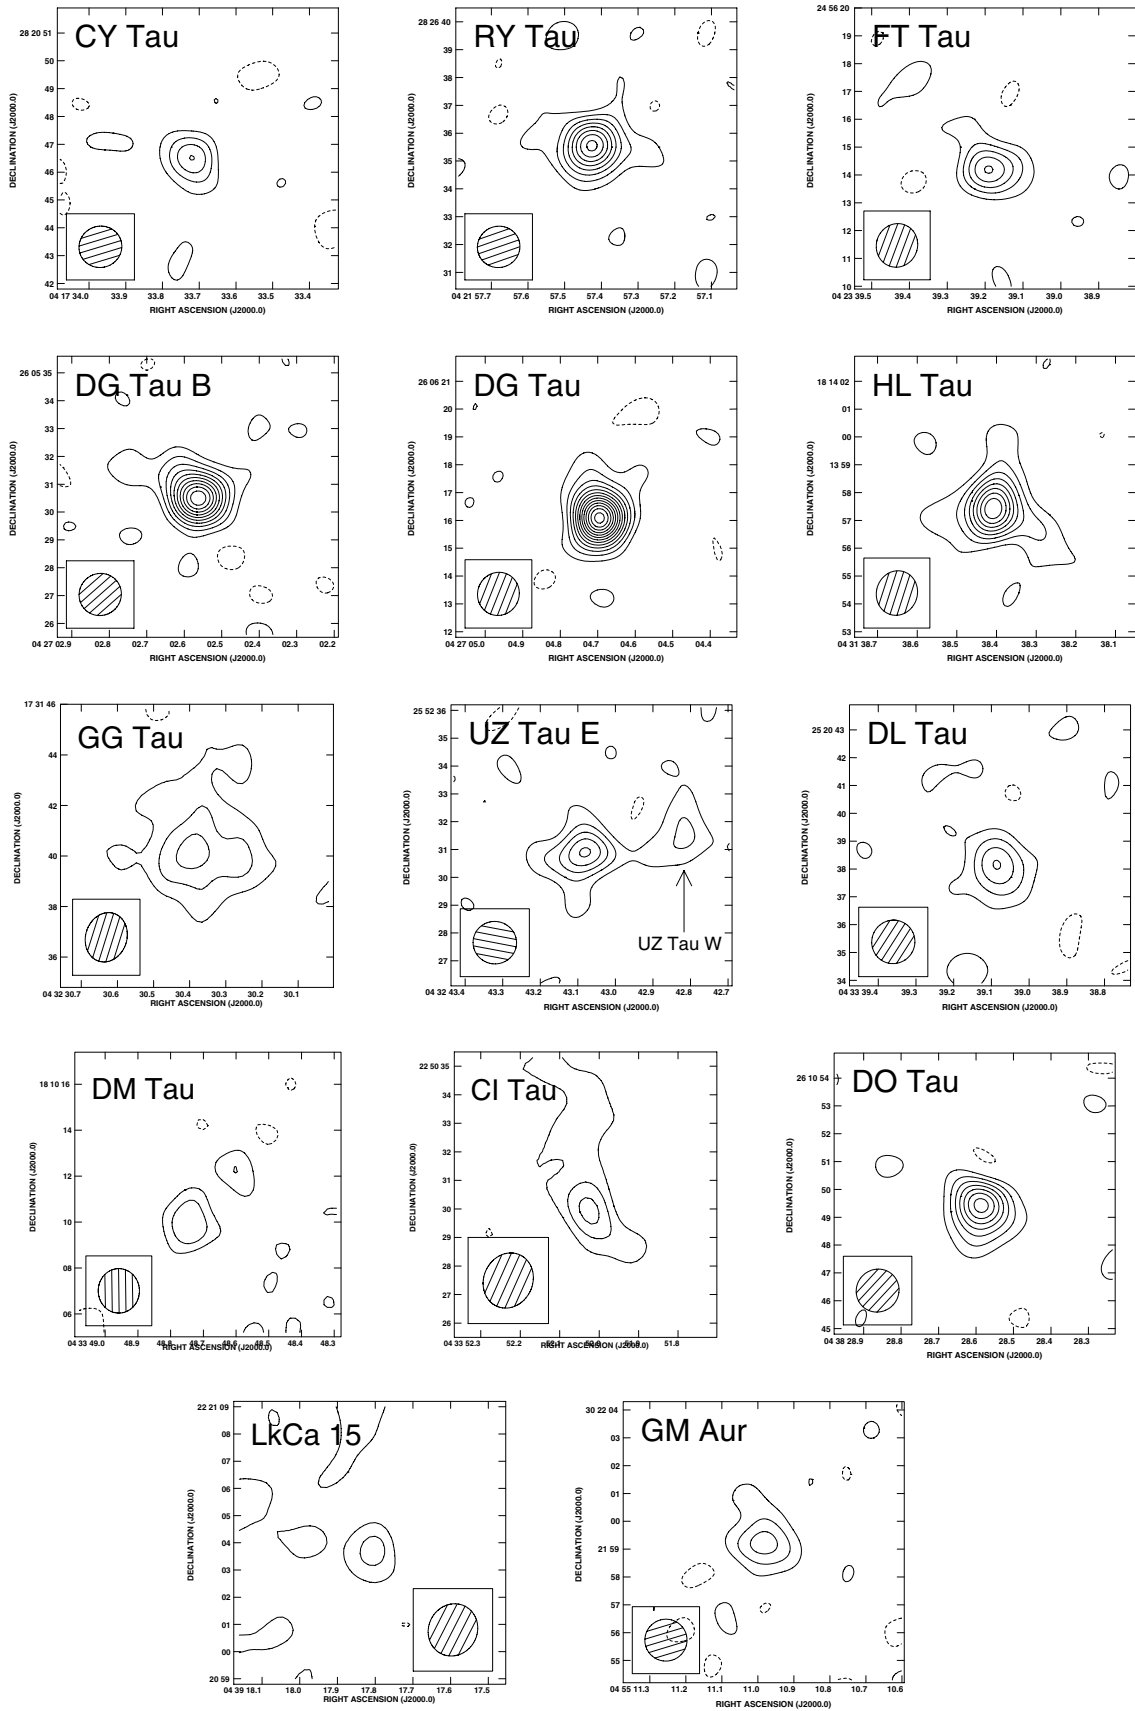 CY Tau
DECLINATION (J2000.0)
28 20 51
50
49
48
47
46
45
44
43
42
04 17 34.0 33.9 33.8 33.7 33.6 33.5 33.4
RIGHT ASCENSION (J2000.0)
RY Tau
DECLINATION (J2000.0)
28 26 40
39
38
37
36
35
34
33
32
31
04 21 57.7 57.6 57.5 57.4 57.3 57.2 57.1
RIGHT ASCENSION (J2000.0)
FT Tau
DECLINATION (J2000.0)
24 56 20
19
18
17
16
15
14
13
12
11
10
04 23 39.5 39.4 39.3 39.2 39.1 39.0 38.9
RIGHT ASCENSION (J2000.0)
DG Tau B
DECLINATION (J2000.0)
26 05 35
34
33
32
31
30
29
28
27
26
04 27 02.9 02.8 02.7 02.6 02.5 02.4 02.3 02.2
RIGHT ASCENSION (J2000.0)
DG Tau
DECLINATION (J2000.0)
26 06 21
20
19
18
17
16
15
14
13
12
04 27 05.0 04.9 04.8 04.7 04.6 04.5 04.4
RIGHT ASCENSION (J2000.0)
HL Tau
DECLINATION (J2000.0)
18 14 02
01
00
13 59
58
57
56
55
54
53
04 31 38.7 38.6 38.5 38.4 38.3 38.2 38.1
RIGHT ASCENSION (J2000.0)
GG Tau
DECLINATION (J2000.0)
17 31 46
44
42
40
38
36
04 32 30.7 30.6 30.5 30.4 30.3 30.2 30.1
RIGHT ASCENSION (J2000.0)
UZ Tau E
DECLINATION (J2000.0)
25 52 36
35
34
33
32
31
30
29
28
27
UZ Tau W
04 32 43.4 43.3 43.2 43.1 43.0 42.9 42.8 42.7
RIGHT ASCENSION (J2000.0)
DL Tau
DECLINATION (J2000.0)
25 20 43
42
41
40
39
38
37
36
35
34
04 33 39.4 39.3 39.2 39.1 39.0 38.9 38.8
RIGHT ASCENSION (J2000.0)
DM Tau
DECLINATION (J2000.0)
18 10 16
14
12
10
08
06
04 33 49.0 48.9 48.8 48.7 48.6 48.5 48.4 48.3
RIGHT ASCENSION (J2000.0)
CI Tau
DECLINATION (J2000.0)
22 50 35
34
33
32
31
30
29
28
27
26
04 33 52.3 52.2 52.1 52.0 51.9 51.8
RIGHT ASCENSION (J2000.0)
DO Tau
DECLINATION (J2000.0)
26 10 54
53
52
51
50
49
48
47
46
45
04 38 28.9 28.8 28.7 28.6 28.5 28.4 28.3
RIGHT ASCENSION (J2000.0)
LkCa 15
DECLINATION (J2000.0)
22 21 09
08
07
06
05
04
03
02
01
00
20 59
04 39 18.1 18.0 17.9 17.8 17.7 17.6 17.5
RIGHT ASCENSION (J2000.0)
GM Aur
DECLINATION (J2000.0)
30 22 04
03
02
01
00
21 59
58
57
56
55
04 55 11.3 11.2 11.1 11.0 10.9 10.8 10.7 10.6
RIGHT ASCENSION (J2000.0)